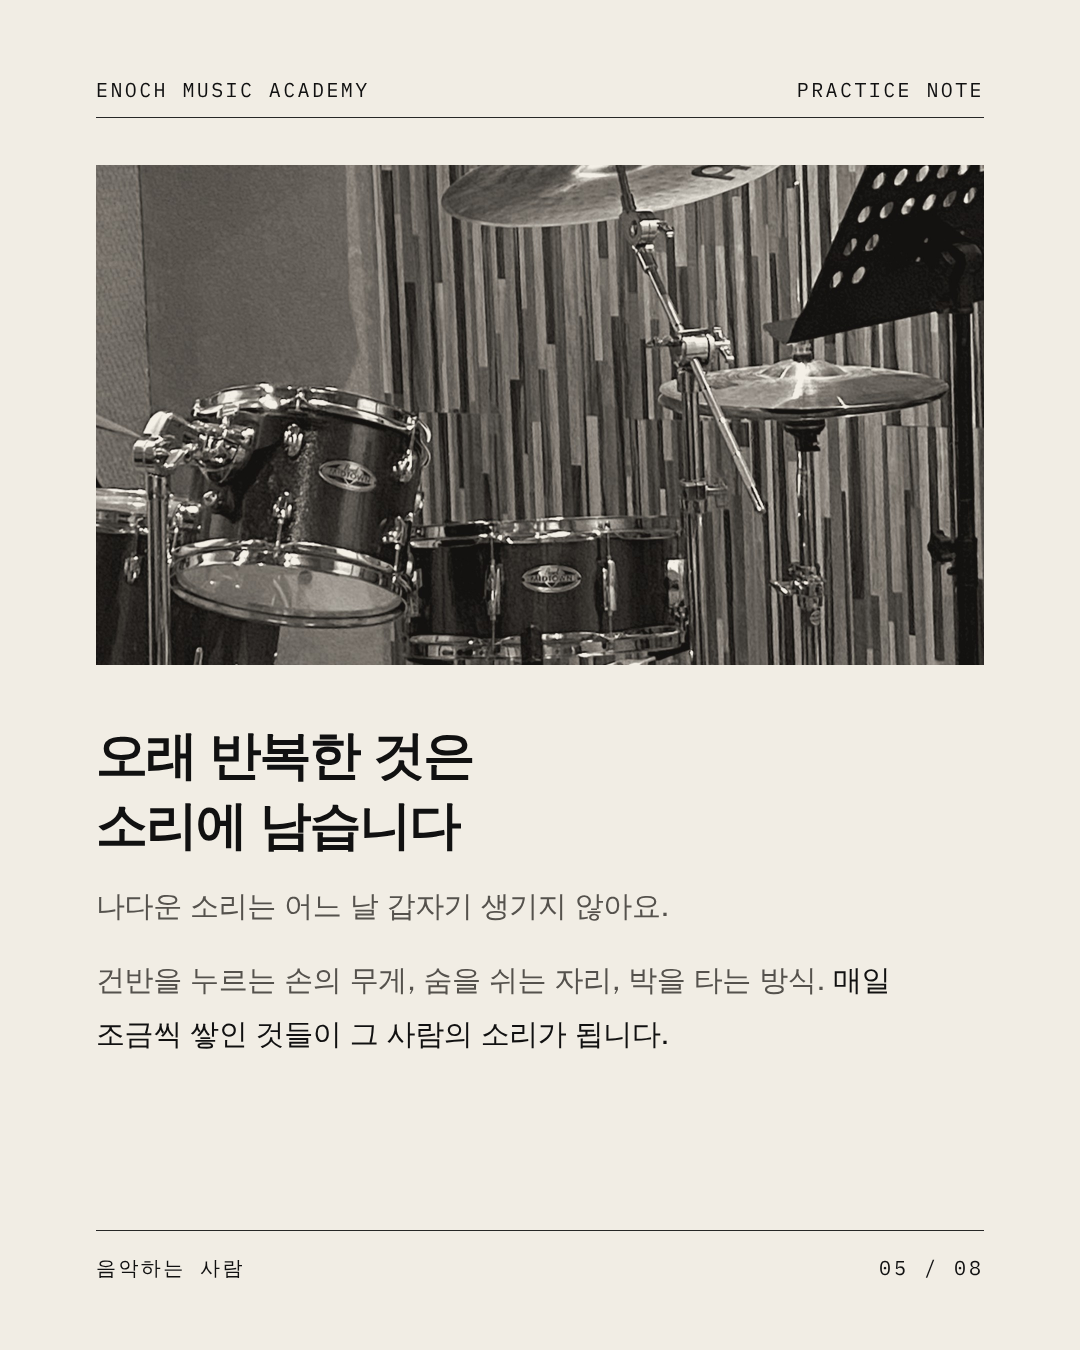 ENOCH MUSIC ACADEMY
PRACTICE NOTE
R
MIDTOWN
오래 반복한 것은
소리에 남습니다
나다운 소리는 어느 날 갑자기 생기지 않아요.
건반을 누르는 손의 무게, 숨을 쉬는 자리, 박을 타는 방식. 매일
조금씩 쌓인 것들이 그 사람의 소리가 됩니다.
음악하는 사람
05 / 08